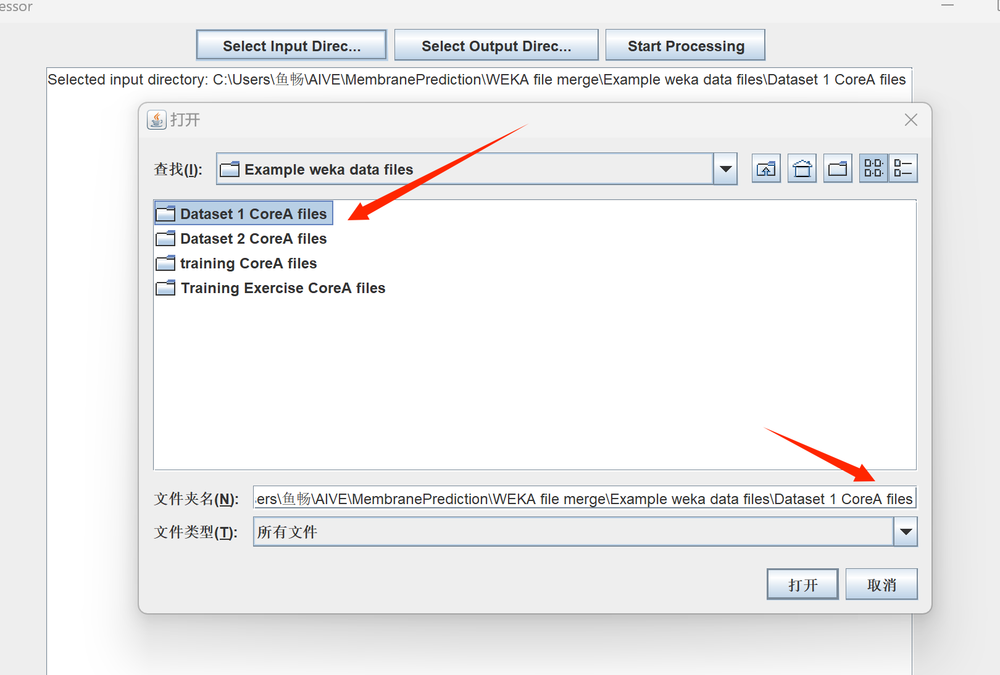 essor
Select Input Direc... Select Output Direc... Start Processing
Selected input directory: C:\Users\鱼畅\AIVE\MembranePrediction\WEKA file merge\Example weka data files\Dataset 1 CoreA files
打开
查找(I): Example weka data files
Dataset 1 CoreA files
Dataset 2 CoreA files
training CoreA files
Training Exercise CoreA files
文件夹名(N): ers\鱼畅\AIVE\MembranePrediction\WEKA file merge\Example weka data files\Dataset 1 CoreA files
文件类型(T): 所有文件
打开 取消